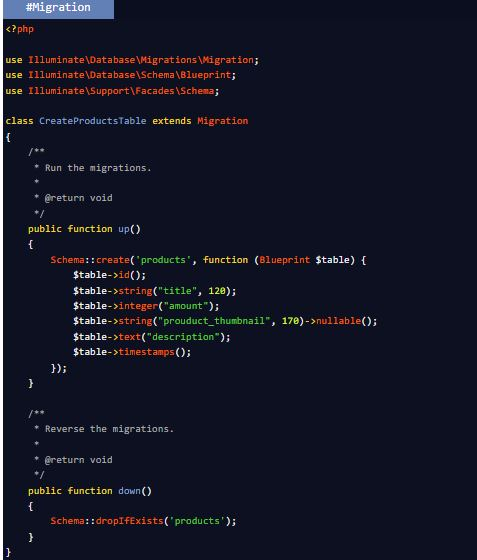 #Migration
<?php
use Illuminate\Database\Migrations\Migration;
use Illuminate\Database\Schema\Blueprint;
use Illuminate\Support\Facades\Schema;
class CreateProductsTable extends Migration
{
/**
* Run the migrations.
*
* @return void
*/
public function up()
{
Schema::create('products', function (Blueprint $table) {
$table->id();
$table->string("title", 120);
$table->integer("amount");
$table->string("prouduct_thumbnail", 170)->nullable();
$table->text("description");
$table->timestamps();
});
}
/**
* Reverse the migrations.
*
* @return void
*/
public function down()
{
Schema::dropIfExists('products');
}
}